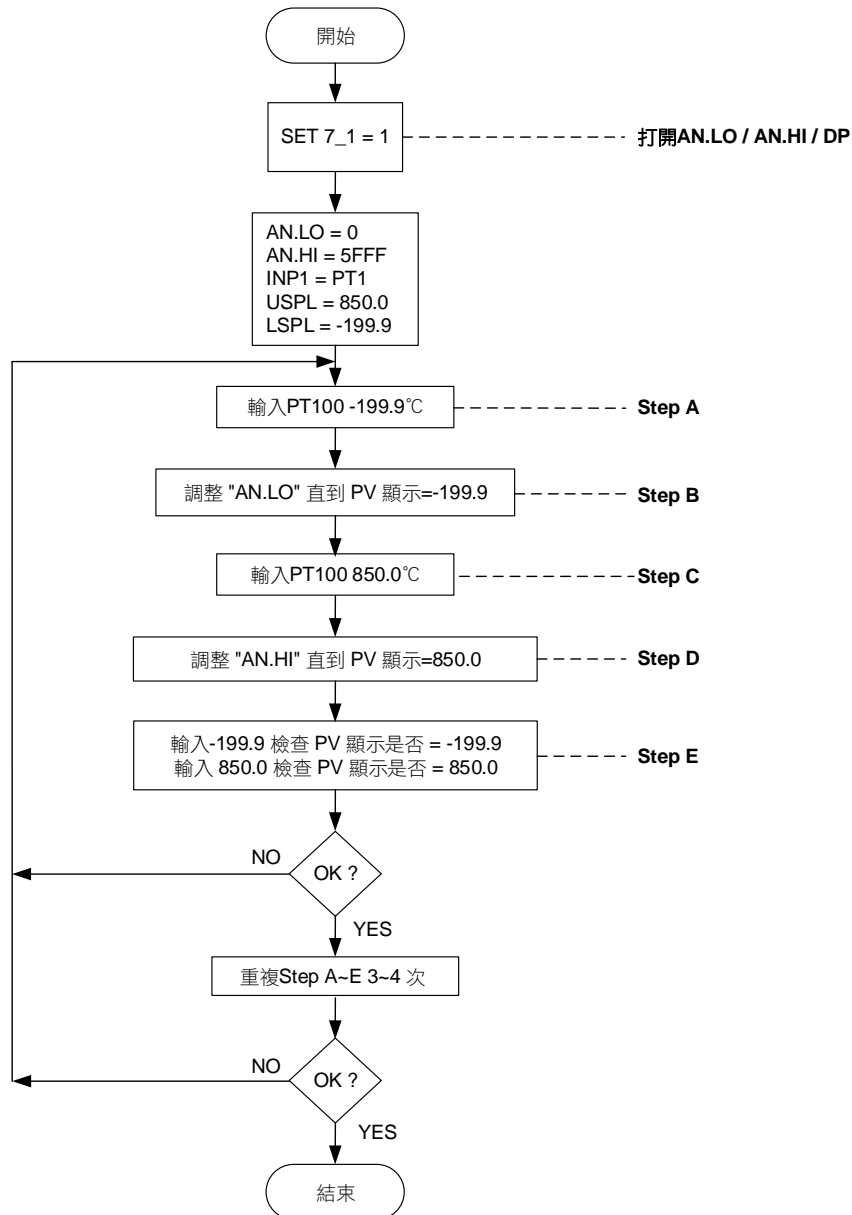 開始
SET 7_1 = 1
打開AN.LO / AN.HI / DP
AN.LO = 0
AN.HI = 5FFF
INP1 = PT1
USPL = 850.0
LSPL = -199.9
輸入PT100 -199.9℃
Step A
調整 "AN.LO" 直到 PV 顯示=-199.9
Step B
輸入PT100 850.0℃
Step C
調整 "AN.HI" 直到 PV 顯示=850.0
Step D
輸入-199.9 檢查 PV 顯示是否 = -199.9
輸入 850.0 檢查 PV 顯示是否 = 850.0
Step E
NO
OK ?
YES
重複Step A~E 3~4 次
NO
OK ?
YES
結束